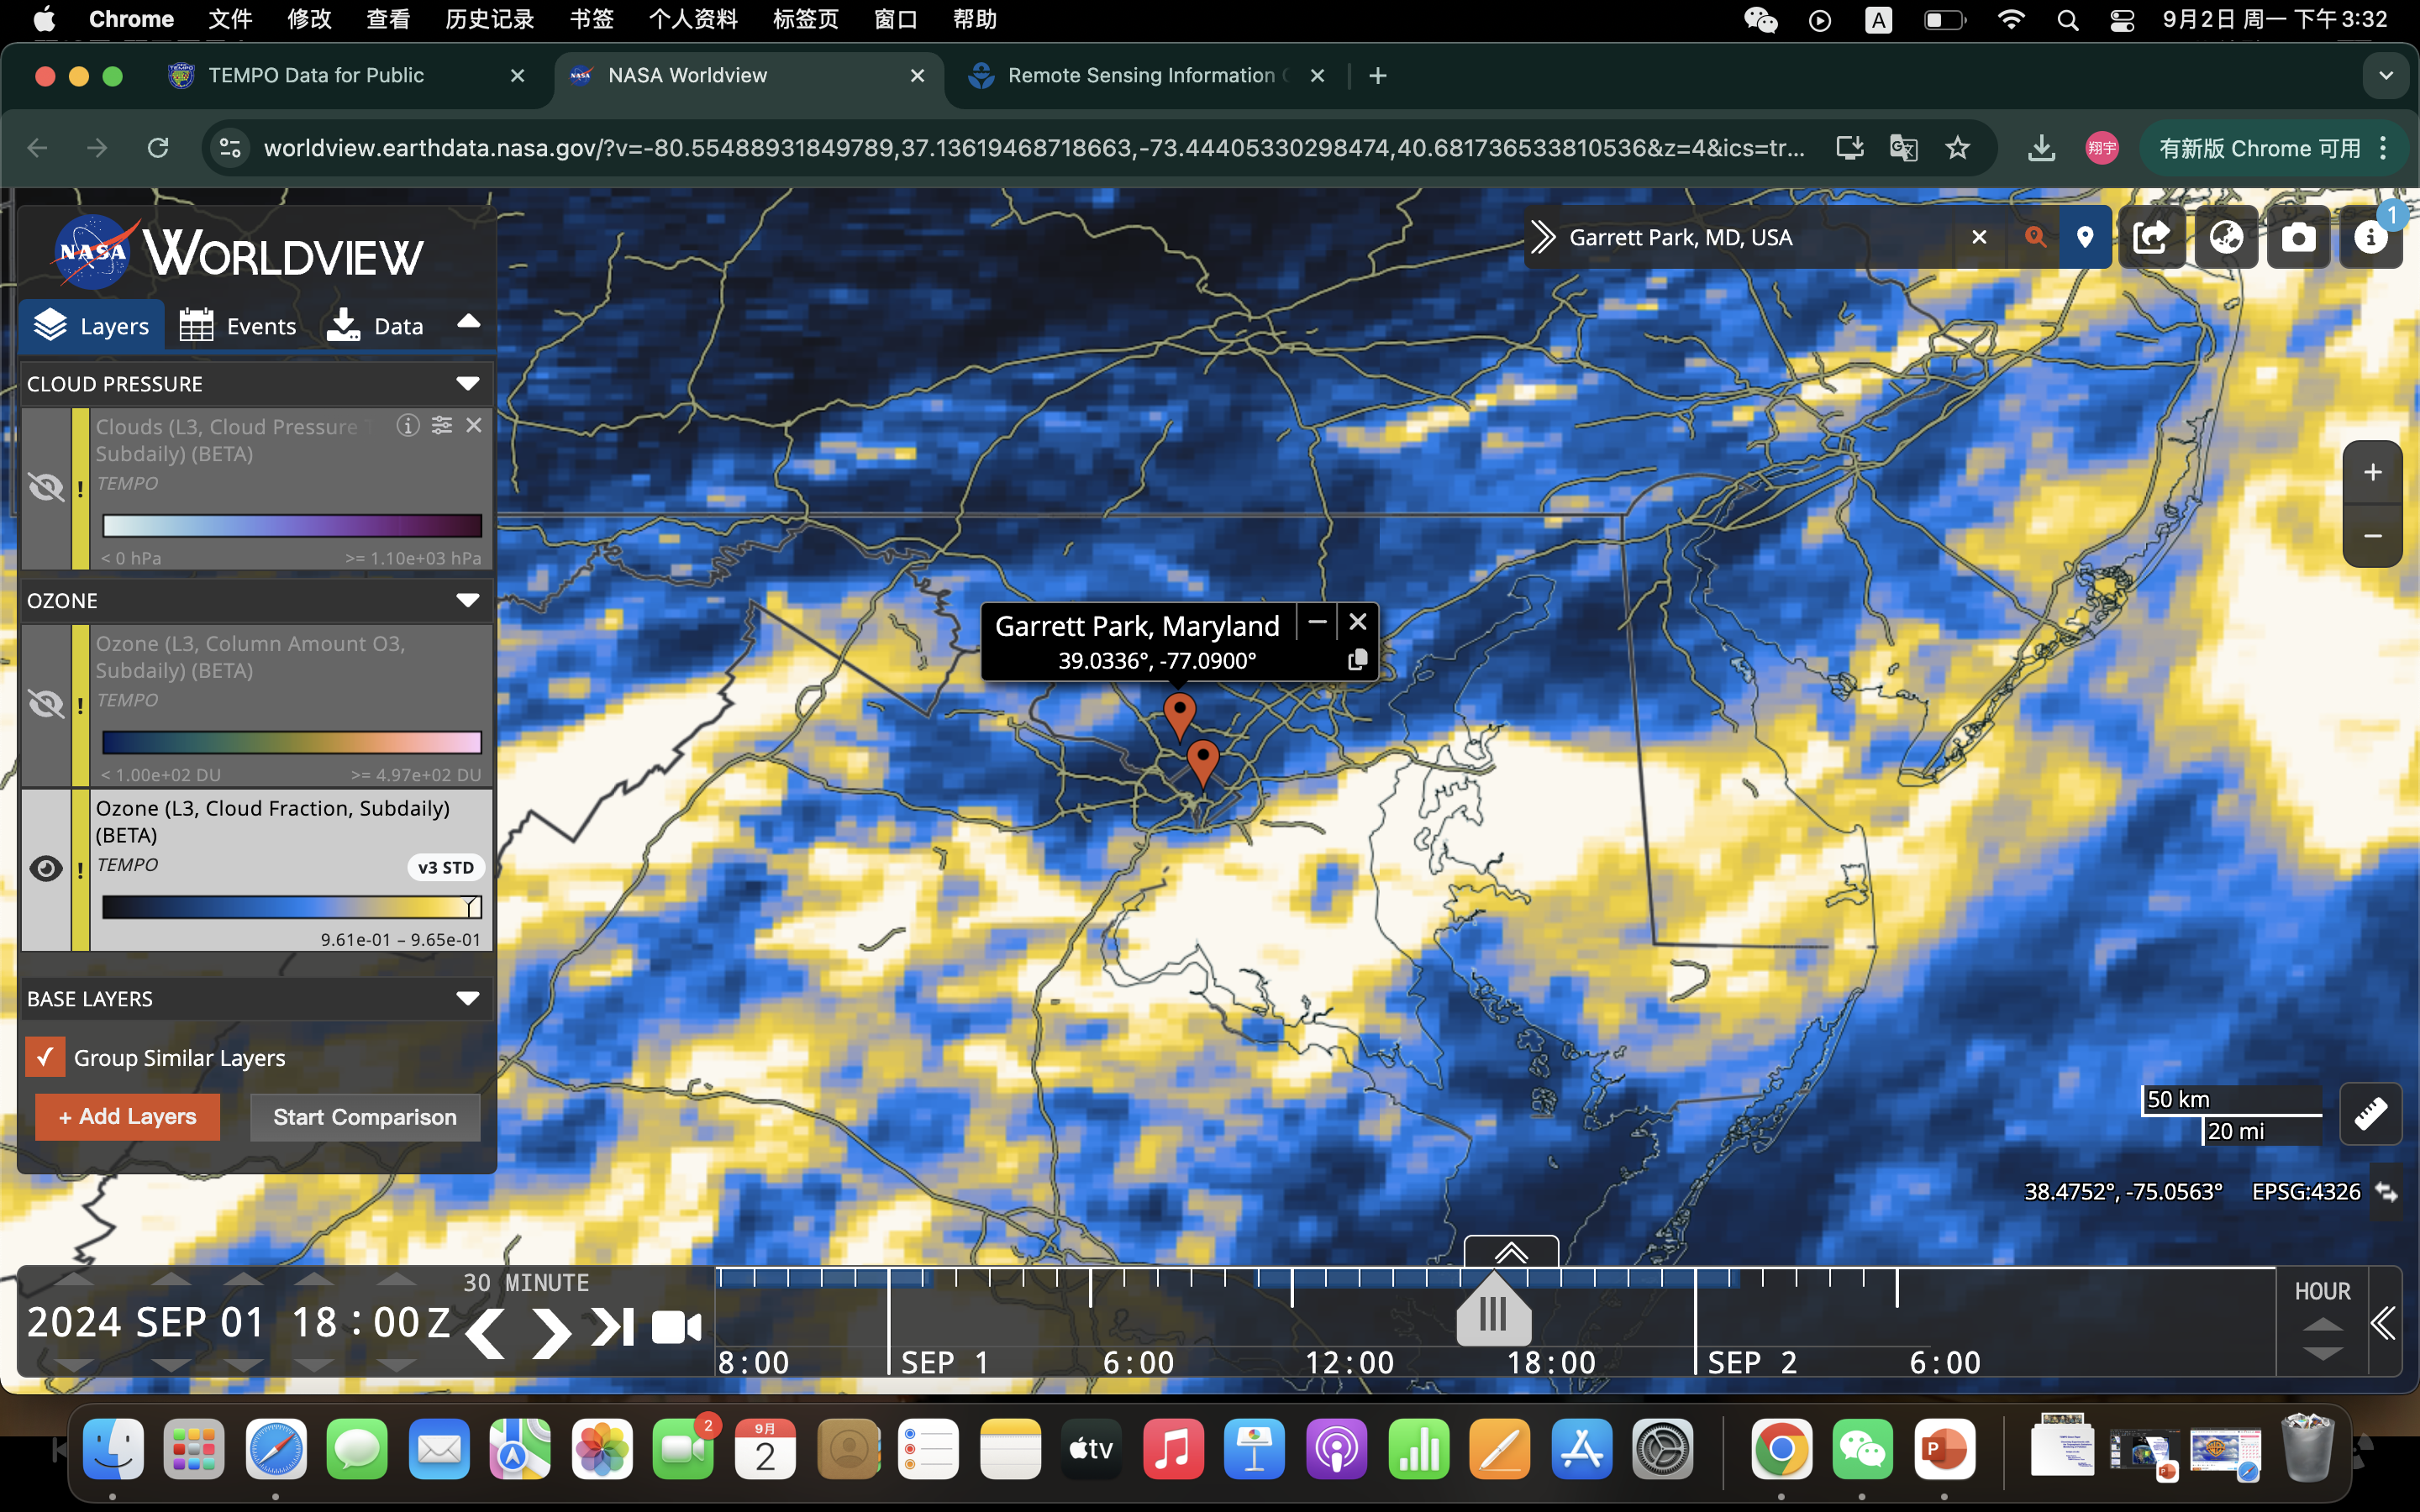 Chrome 文件 修改 查看 历史记录 书签 个人资料 标签页 窗口 帮助 A 9月2日 周一 下午3:32
TEMPO Data for Public NASA Worldview Remote Sensing Information
worldview.earthdata.nasa.gov/?v=-80.55488931849789,37.13619468718663,-73.44405330298474,40.681736533810536&z=4&ics=tr... 翔宇 有新版 Chrome 可用
NASA WORLDVIEW
Garrett Park, MD, USA
1
Layers Events Data
CLOUD PRESSURE
Clouds (L3, Cloud Pressure
Subdaily) (BETA)
TEMPO
< 0 hPa >= 1.10e+03 hPa
OZONE
Ozone (L3, Column Amount O3,
Subdaily) (BETA)
TEMPO
< 1.00e+02 DU >= 4.97e+02 DU
Ozone (L3, Cloud Fraction, Subdaily)
(BETA)
TEMPO v3 STD
9.61e-01 – 9.65e-01
BASE LAYERS
Group Similar Layers
+ Add Layers Start Comparison
Garrett Park, Maryland
39.0336°, -77.0900°
50 km
20 mi
38.4752°, -75.0563° EPSG:4326
30 MINUTE
2024 SEP 01 18 : 00 Z
8:00 SEP 1 6:00 12:00 18:00 SEP 2 6:00
HOUR
2
9月
2
tv
P